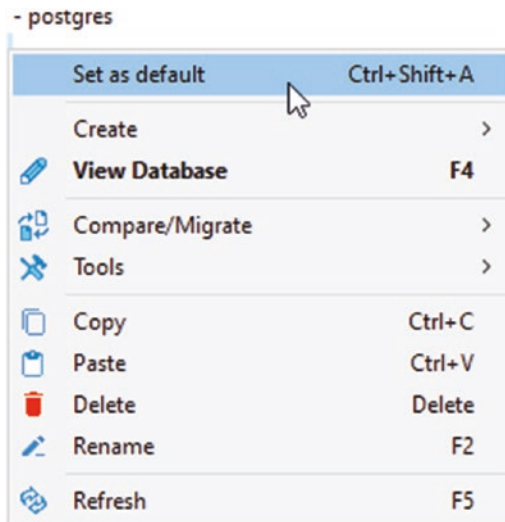 - postgres
Set as default Ctrl+Shift+A
Create >
View Database F4
Compare/Migrate >
Tools >
Copy Ctrl+C
Paste Ctrl+V
Delete Delete
Rename F2
Refresh F5